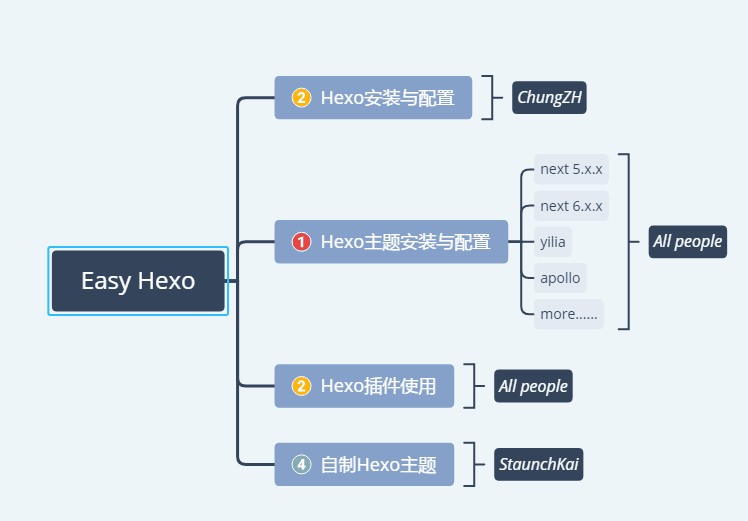 Easy Hexo
2 Hexo安装与配置
ChungZH
1 Hexo主题安装与配置
next 5.x.x
next 6.x.x
yilia
apollo
more......
All people
2 Hexo插件使用
All people
4 自制Hexo主题
StaunchKai